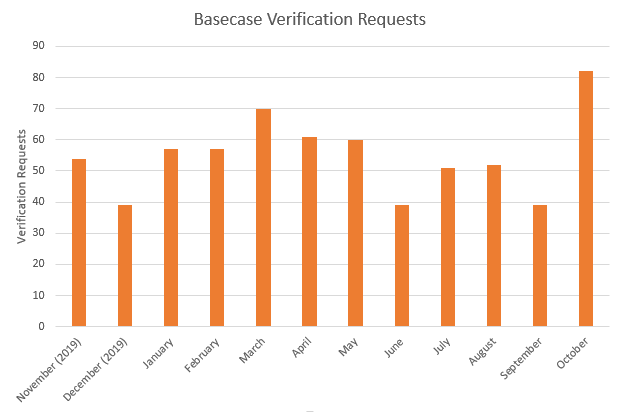 Basecase Verification Requests
90
80
70
60
50
40
30
20
10
0
Verification Requests
November (2019)
December (2019)
January
February
March
April
May
June
July
August
September
October